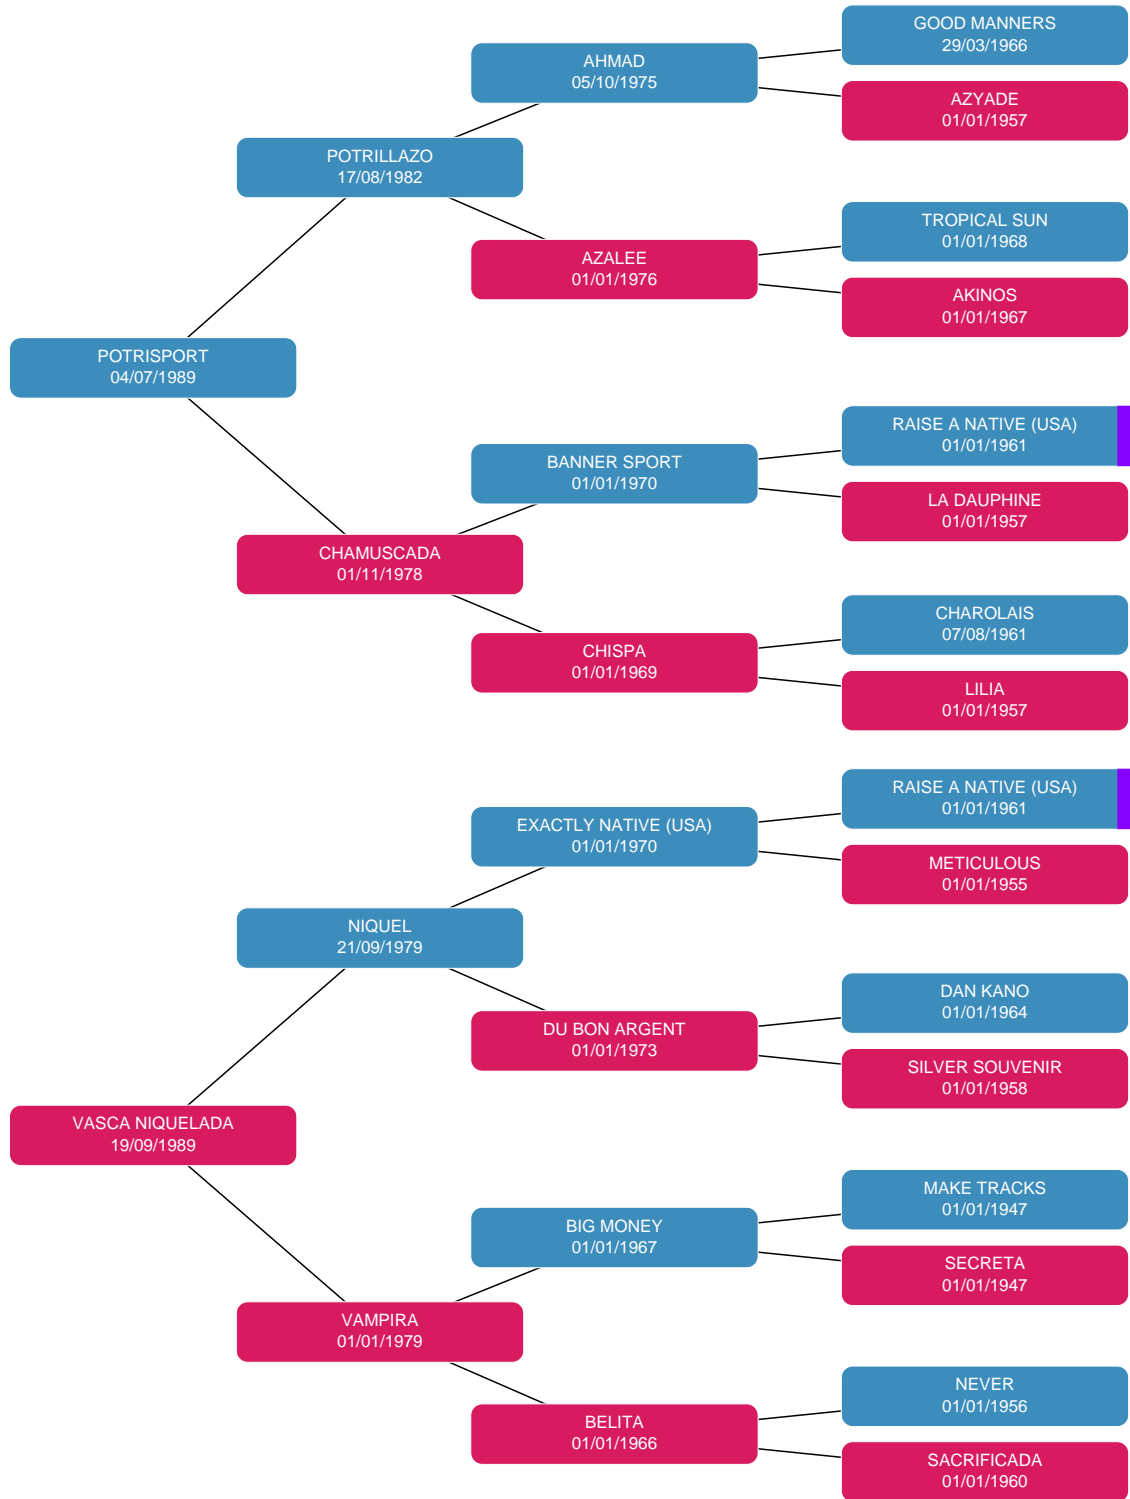 GOOD MANNERS
29/03/1966
AHMAD
05/10/1975
AZYADE
01/01/1957
POTRILLAZO
17/08/1982
TROPICAL SUN
01/01/1968
AZALEE
01/01/1976
AKINOS
01/01/1967
POTRISPORT
04/07/1989
RAISE A NATIVE (USA)
01/01/1961
BANNER SPORT
01/01/1970
LA DAUPHINE
01/01/1957
CHAMUSCADA
01/11/1978
CHAROLAIS
07/08/1961
CHISPA
01/01/1969
LILIA
01/01/1957
RAISE A NATIVE (USA)
01/01/1961
EXACTLY NATIVE (USA)
01/01/1970
METICULOUS
01/01/1955
NIQUEL
21/09/1979
DAN KANO
01/01/1964
DU BON ARGENT
01/01/1973
SILVER SOUVENIR
01/01/1958
VASCA NIQUELADA
19/09/1989
MAKE TRACKS
01/01/1947
BIG MONEY
01/01/1967
SECRETA
01/01/1947
VAMPIRA
01/01/1979
NEVER
01/01/1956
BELITA
01/01/1966
SACRIFICADA
01/01/1960